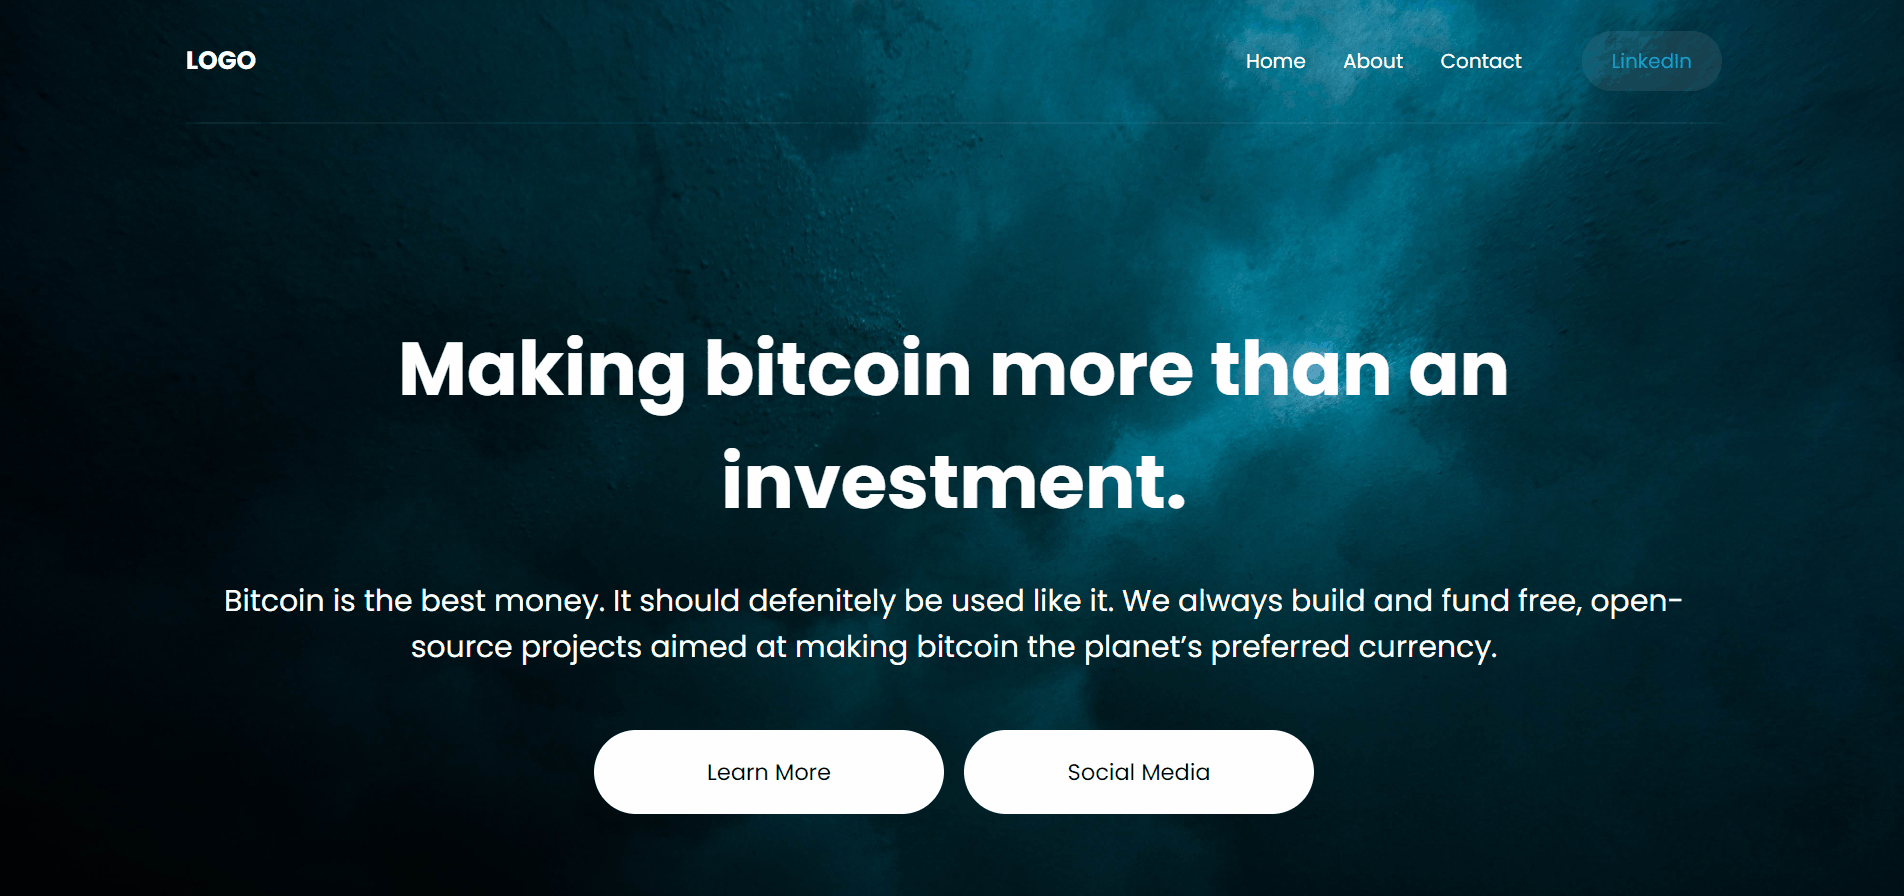 LOGO
Home About Contact LinkedIn
Making bitcoin more than an
investment.
Bitcoin is the best money. It should defenitely be used like it. We always build and fund free, open-
source projects aimed at making bitcoin the planet’s preferred currency.
Learn More Social Media